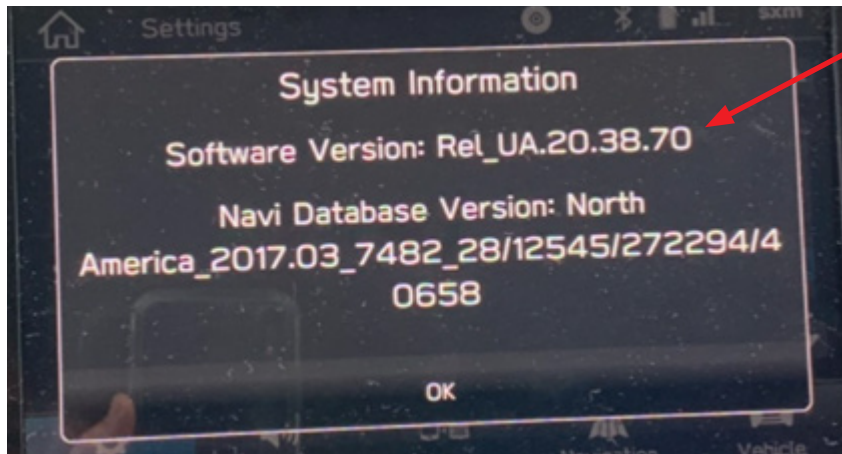 Settings
sxm
System Information
Software Version: Rel_UA.20.38.70
Navi Database Version: North
America_2017.03_7482_28/12545/272294/4
0658
OK
Navigation
Vehicle